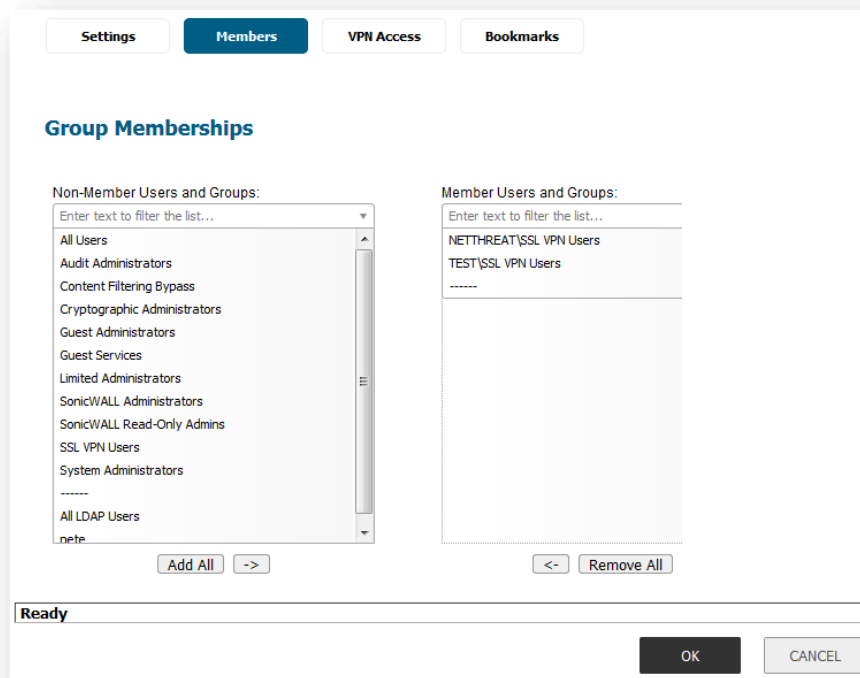 Settings
Members
VPN Access
Bookmarks
Group Memberships
Non-Member Users and Groups:
Enter text to filter the list...
All Users
Audit Administrators
Content Filtering Bypass
Cryptographic Administrators
Guest Administrators
Guest Services
Limited Administrators
SonicWALL Administrators
SonicWALL Read-Only Admins
SSL VPN Users
System Administrators
------
All LDAP Users
pete
Add All
->
Member Users and Groups:
Enter text to filter the list...
NETTHREAT\SSL VPN Users
TEST\SSL VPN Users
------
<-
Remove All
Ready
OK
CANCEL